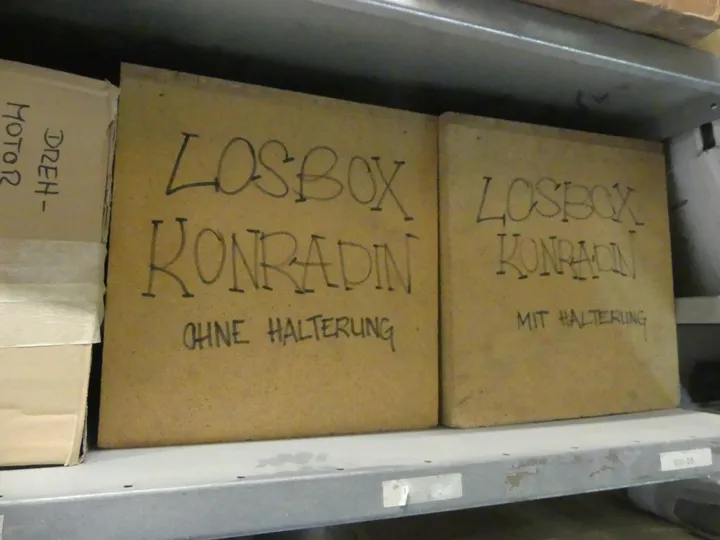 DREH-
MOTOR
LOSBOX
KONRADIN
OHNE HALTERUNG
LOSBOX
KONRADIN
MIT HALTERUNG